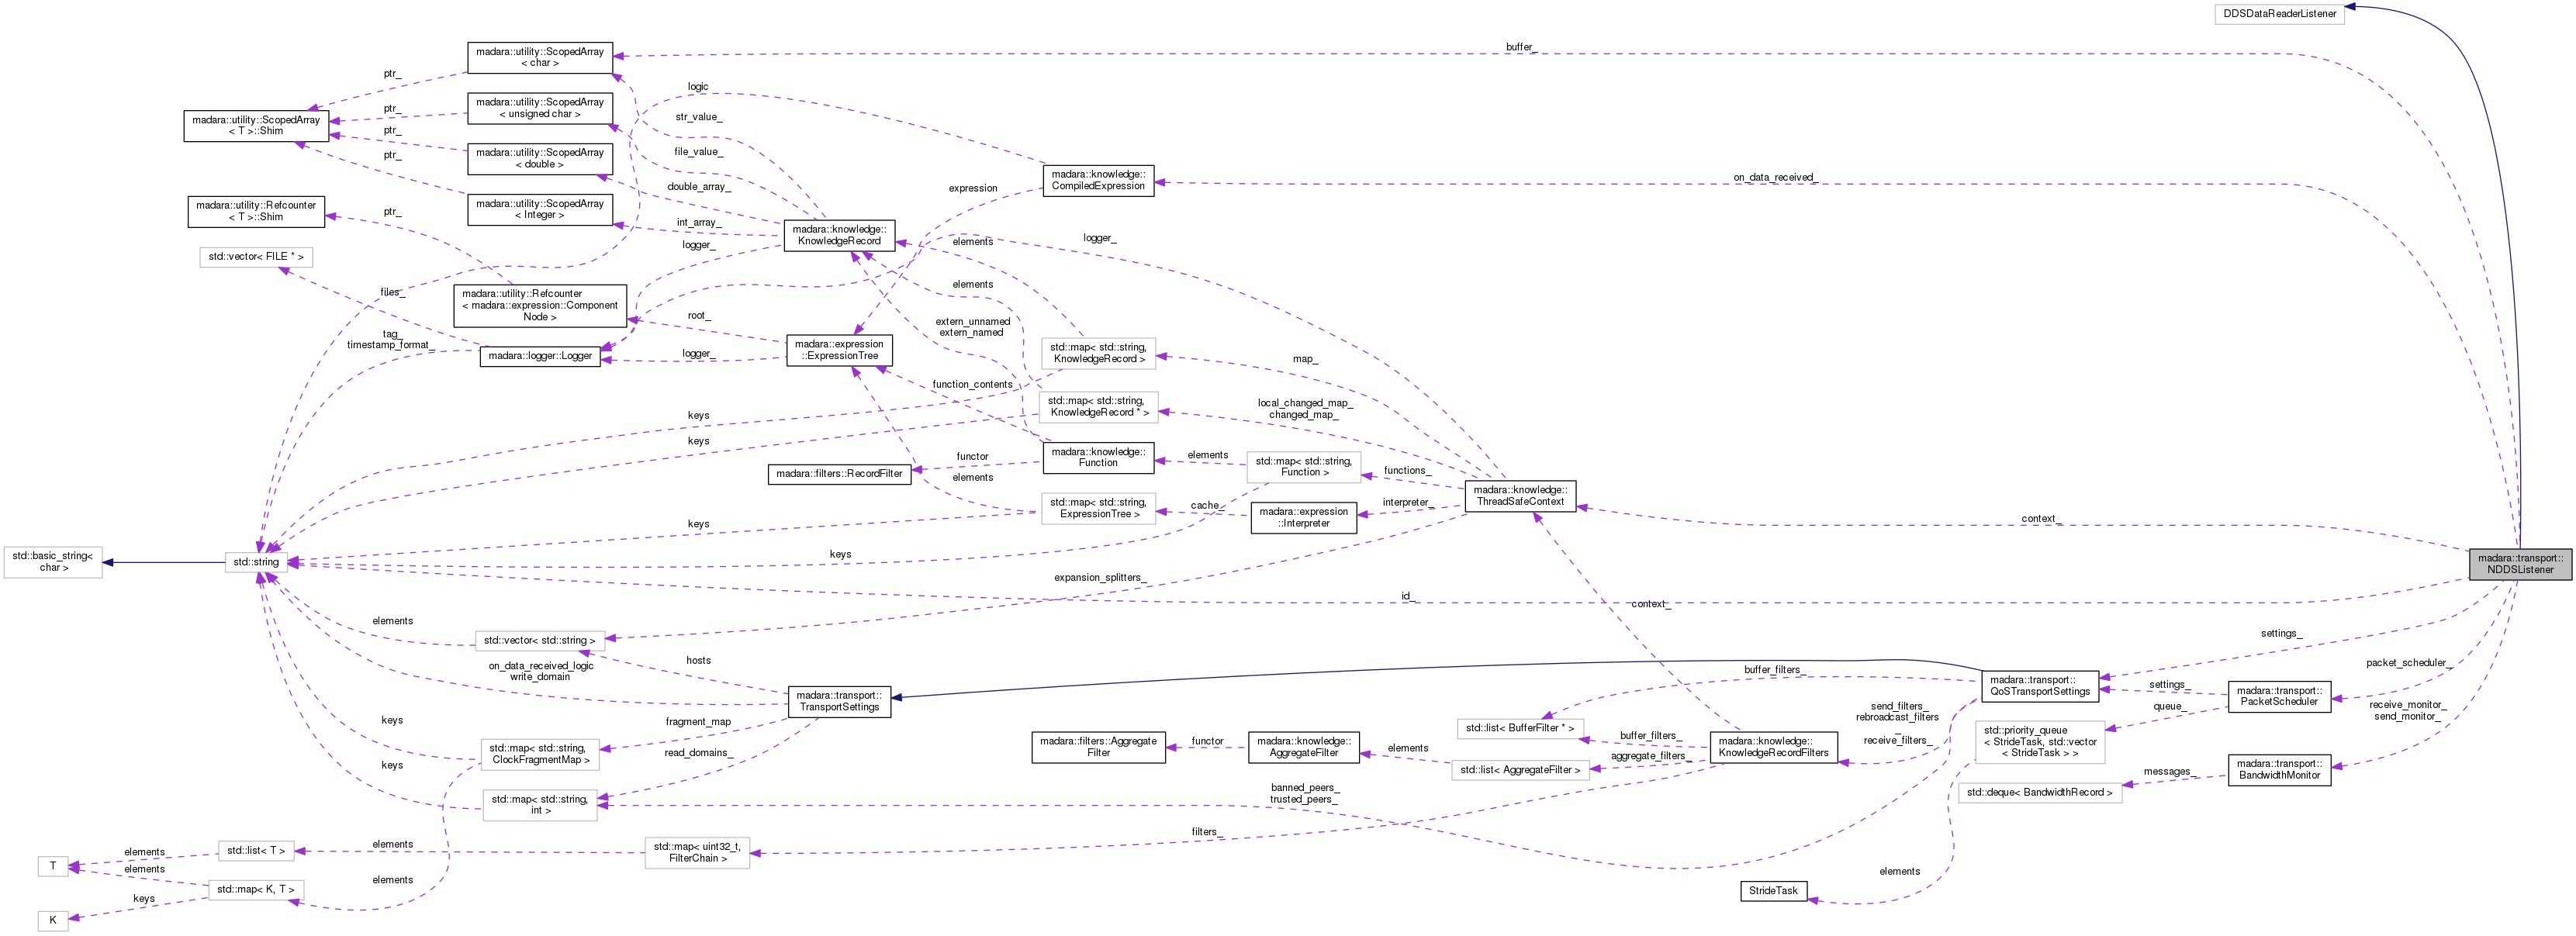 DDSDataReaderListener
buffer_
madara::utility::ScopedArray
< char >
ptr_
logic
madara::utility::ScopedArray
< unsigned char >
ptr_
str_value_
madara::utility::ScopedArray
< T >::Shim
ptr_
madara::utility::ScopedArray
< double >
file_value_
ptr_
madara::knowledge::
CompiledExpression
on_data_received_
double_array_
expression
madara::utility::Refcounter
< T >::Shim
ptr_
madara::utility::ScopedArray
< Integer >
int_array_
madara::knowledge::
KnowledgeRecord
logger_
elements
logger_
std::vector< FILE * >
files_
madara::utility::Refcounter
< madara::expression::Component
Node >
elements
root_
extern_unnamed
extern_named
tag_
timestamp_format_
madara::logger::Logger
logger_
madara::expression
::ExpressionTree
std::map< std::string,
KnowledgeRecord >
map_
function_contents
std::map< std::string,
KnowledgeRecord * >
local_changed_map_
changed_map_
keys
keys
madara::filters::RecordFilter
functor
madara::knowledge::
Function
elements
std::map< std::string,
Function >
functions_
elements
madara::knowledge::
ThreadSafeContext
std::map< std::string,
ExpressionTree >
cache_
madara::expression
::Interpreter
interpreter_
keys
context_
std::basic_string<
char >
std::string
keys
madara::transport::
NDDSListener
expansion_splitters_
id_
context_
elements
std::vector< std::string >
settings_
hosts
on_data_received_logic
write_domain
buffer_filters_
packet_scheduler_
madara::transport::
TransportSettings
madara::transport::
QoSTransportSettings
settings_
madara::transport::
PacketScheduler
queue_
send_filters_
rebroadcast_filters
_
receive_filters_
receive_monitor_
send_monitor_
keys
fragment_map
std::map< std::string,
ClockFragmentMap >
read_domains_
madara::filters::Aggregate
Filter
functor
madara::knowledge::
AggregateFilter
elements
std::list< BufferFilter * >
buffer_filters_
aggregate_filters_
std::list< AggregateFilter >
madara::knowledge::
KnowledgeRecordFilters
std::priority_queue
< StrideTask, std::vector
< StrideTask > >
messages_
madara::transport::
BandwidthMonitor
std::deque< BandwidthRecord >
keys
std::map< std::string,
int >
banned_peers_
trusted_peers_
filters_
elements
std::list< T >
elements
std::map< uint32_t,
FilterChain >
T
elements
std::map< K, T >
elements
keys
K
StrideTask
elements